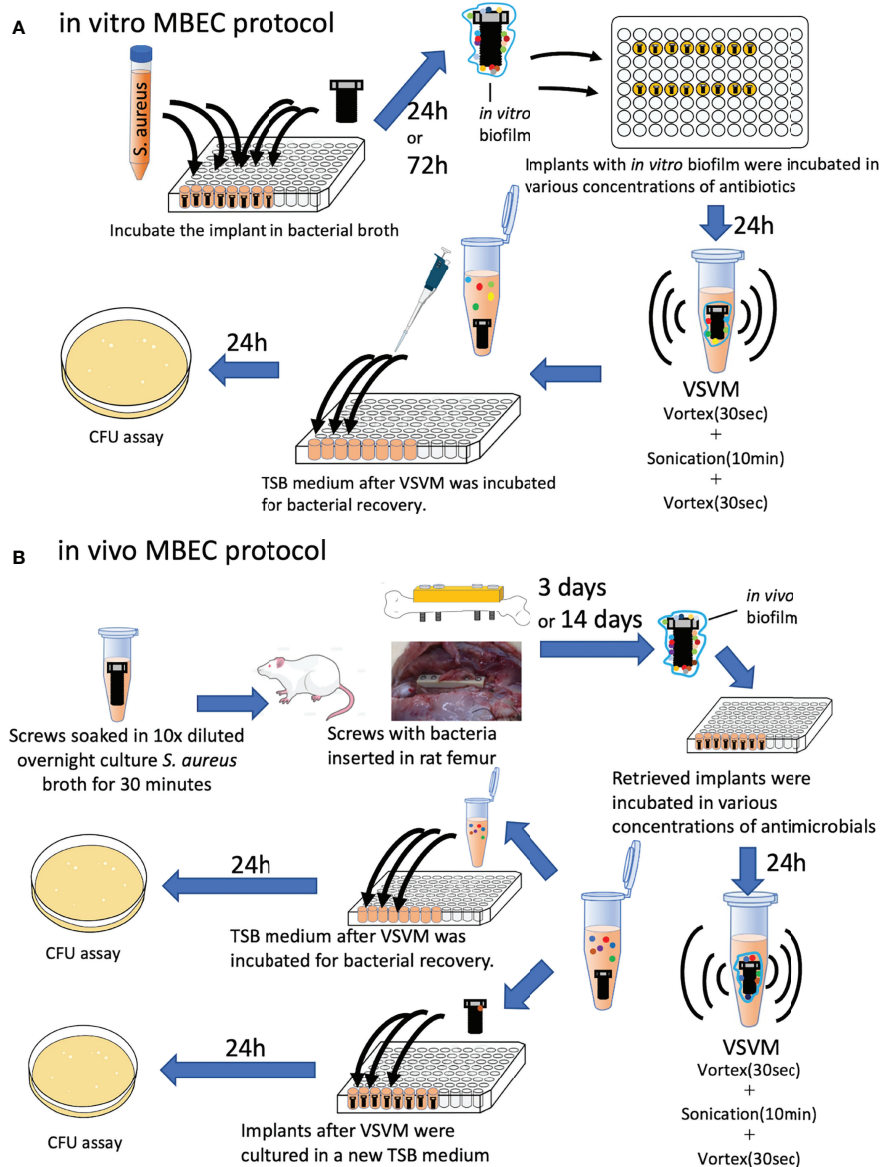 A in vitro MBEC protocol
S. aureus
24h
or
72h
in vitro
biofilm
Incubate the implant in bacterial broth
Implants with in vitro biofilm were incubated in
various concentrations of antibiotics
24h
VSVM
Vortex(30sec)
+
Sonication(10min)
+
Vortex(30sec)
TSB medium after VSVM was incubated
for bacterial recovery.
24h
CFU assay
B in vivo MBEC protocol
Screws soaked in 10x diluted
overnight culture S. aureus
broth for 30 minutes
Screws with bacteria
inserted in rat femur
3 days
or 14 days
in vivo
biofilm
Retrieved implants were
incubated in various
concentrations of antimicrobials
24h
VSVM
Vortex(30sec)
+
Sonication(10min)
+
Vortex(30sec)
TSB medium after VSVM was
incubated for bacterial recovery.
24h
CFU assay
Implants after VSVM were
cultured in a new TSB medium
24h
CFU assay